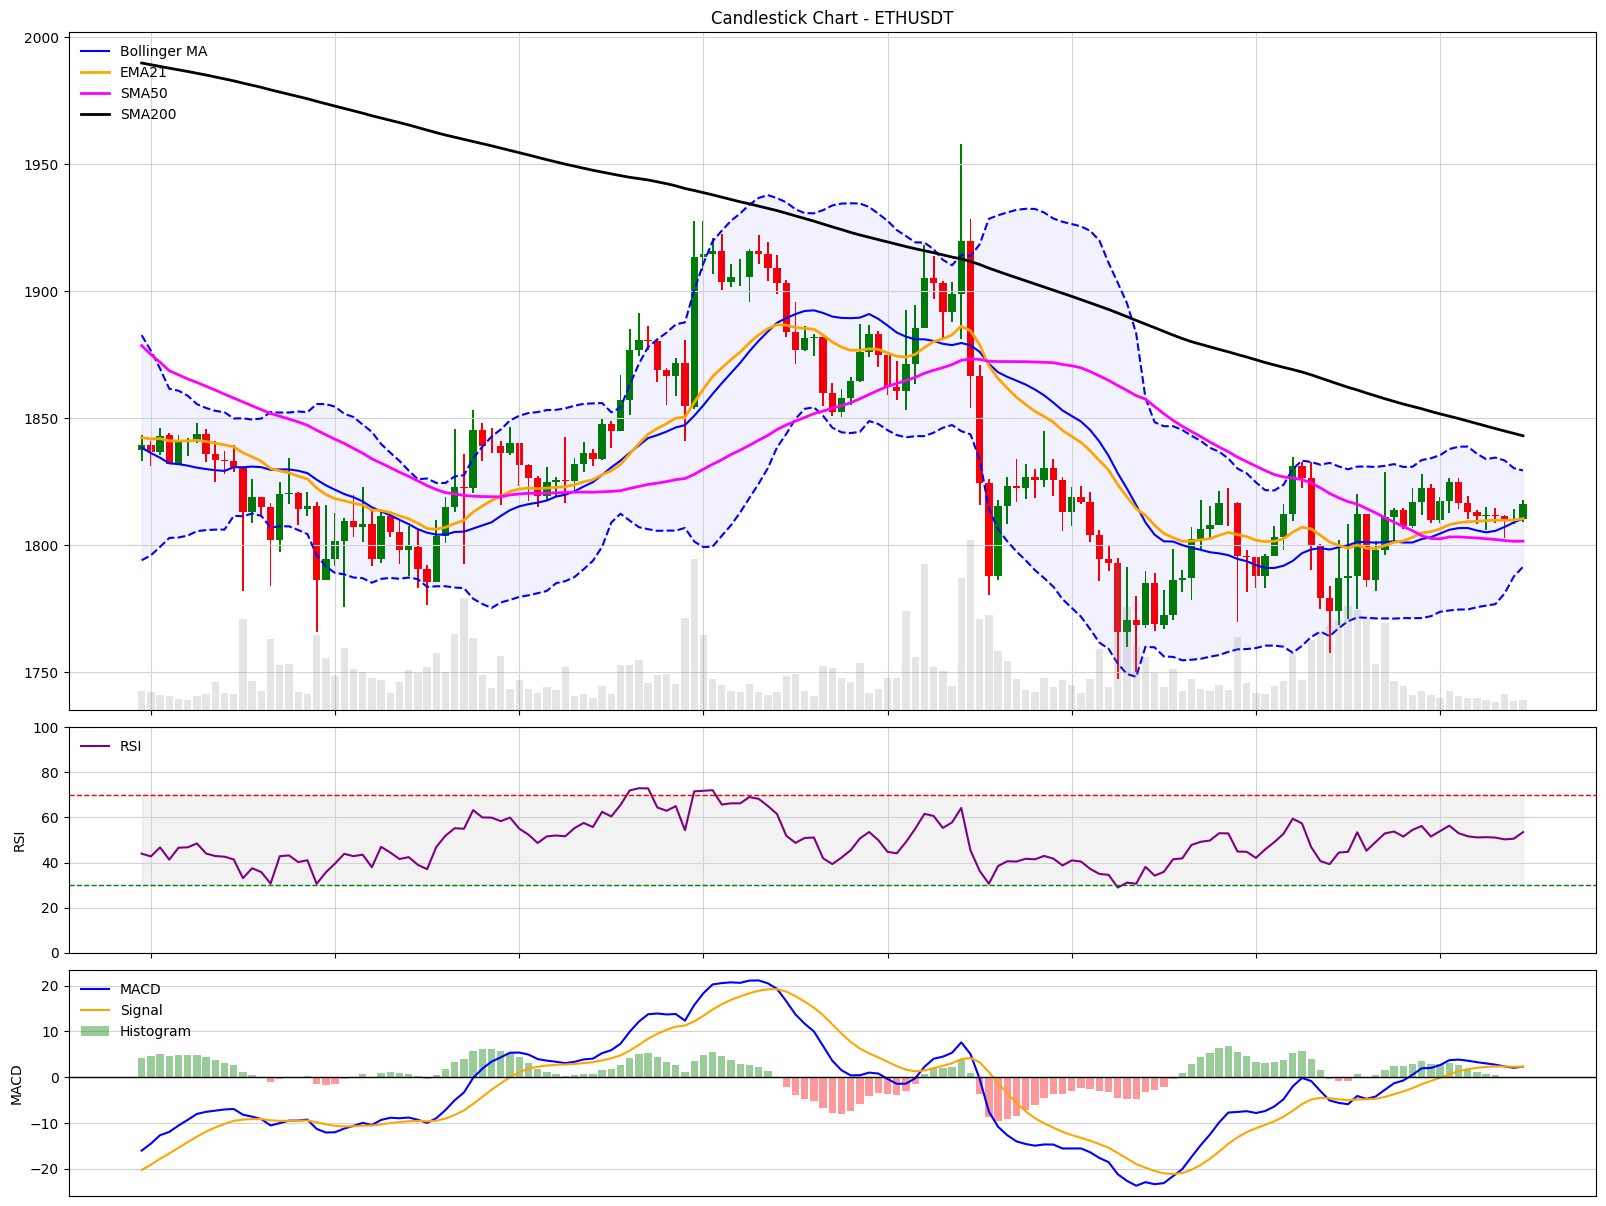 Candlestick Chart - ETHUSDT
2000
1950
1900
1850
1800
1750
Bollinger MA
EMA21
SMA50
SMA200
100
80
60
40
20
0
RSI
RSI
20
10
0
−10
−20
MACD
MACD
Signal
Histogram